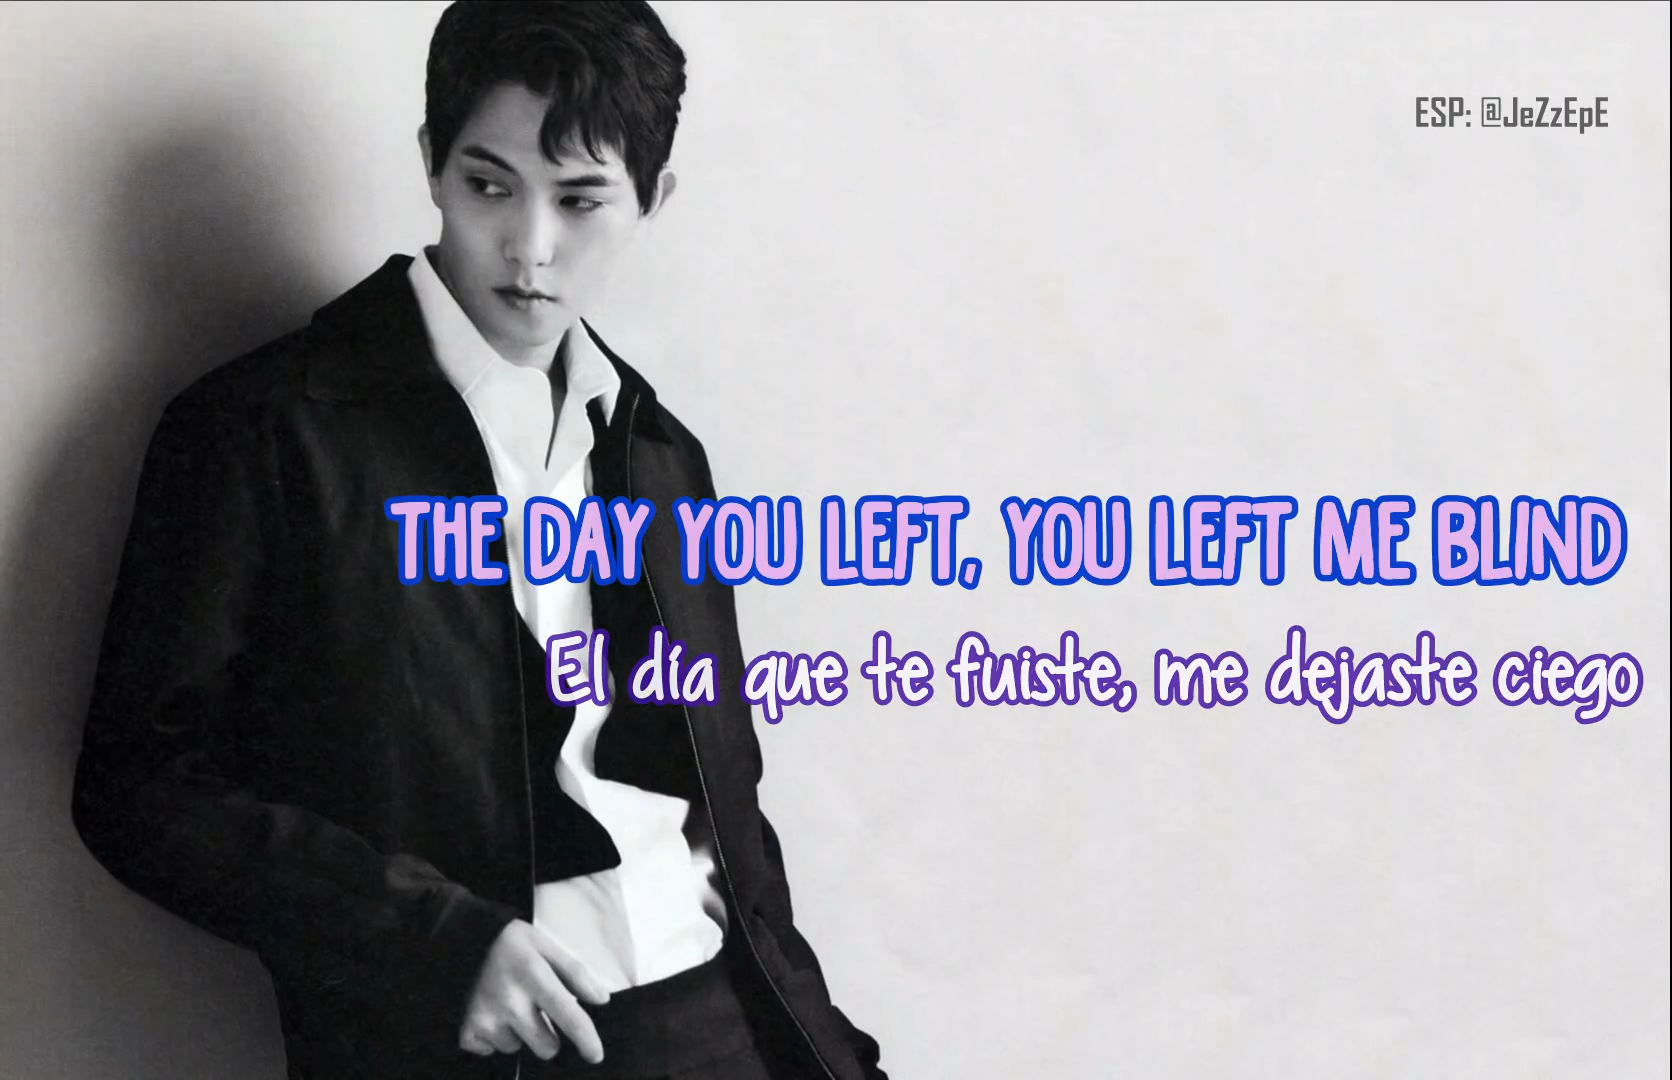 ESP: @JeZzEpE
THE DAY YOU LEFT, YOU LEFT ME BLIND
El día que te fuiste, me dejaste ciego